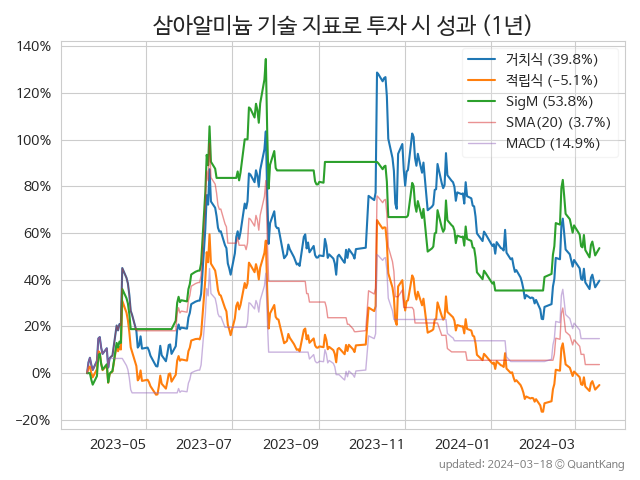 삼아알미늄 기술 지표로 투자 시 성과 (1년)
140%
120%
100%
80%
60%
40%
20%
0%
−20%
거치식 (39.8%)
적립식 (−5.1%)
SigM (53.8%)
SMA(20) (3.7%)
MACD (14.9%)
2023-05
2023-07
2023-09
2023-11
2024-01
2024-03
updated: 2024-03-18 © QuantKang